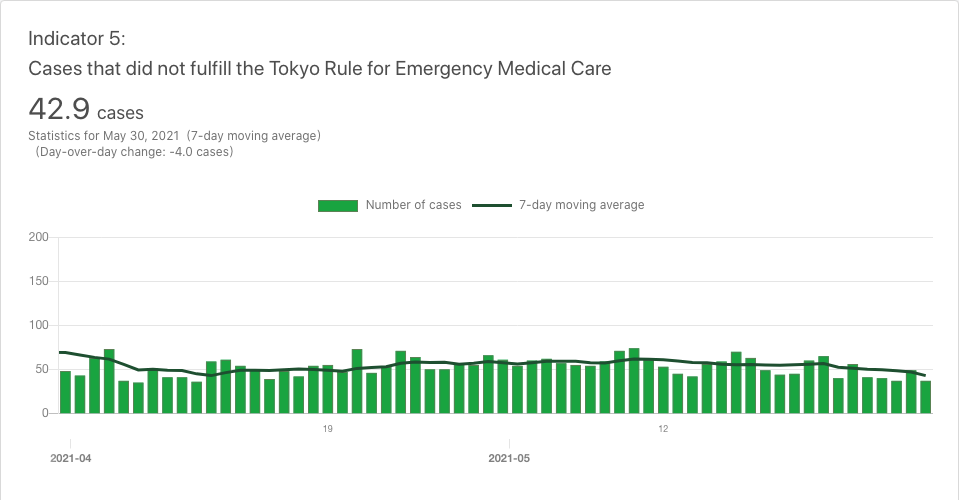 Indicator 5:
Cases that did not fulfill the Tokyo Rule for Emergency Medical Care
42.9 cases
Statistics for May 30, 2021 (7-day moving average)
(Day-over-day change: -4.0 cases)
Number of cases 7-day moving average
200
150
100
50
0
19 12
2021-04 2021-05